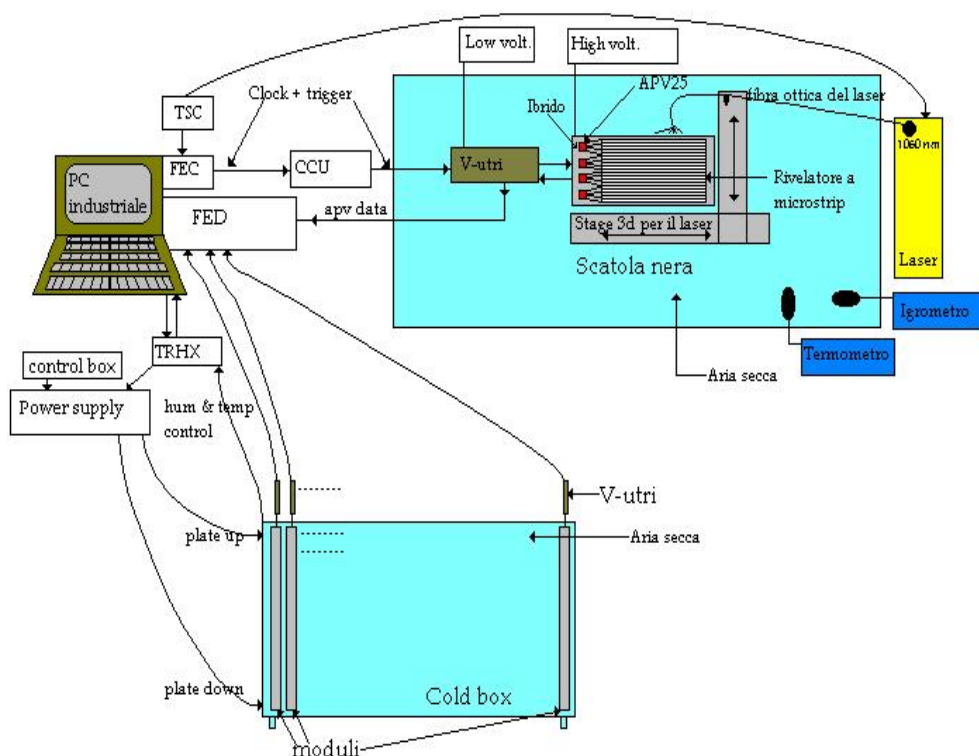 Low volt.
High volt.
APV25
Clock + trigger
Ibrido
fibra ottica del laser
TSC
1060 nm
FEC
CCU
V-utri
PC
industriale
Rivelatore a
microstrip
FED
apv data
Stage 3d per il laser
Scatola nera
Laser
Igrometro
TRHX
Termometro
control box
Aria secca
Power supply
hum & temp
control
V-utri
plate up
Aria secca
plate down
Cold box
moduli